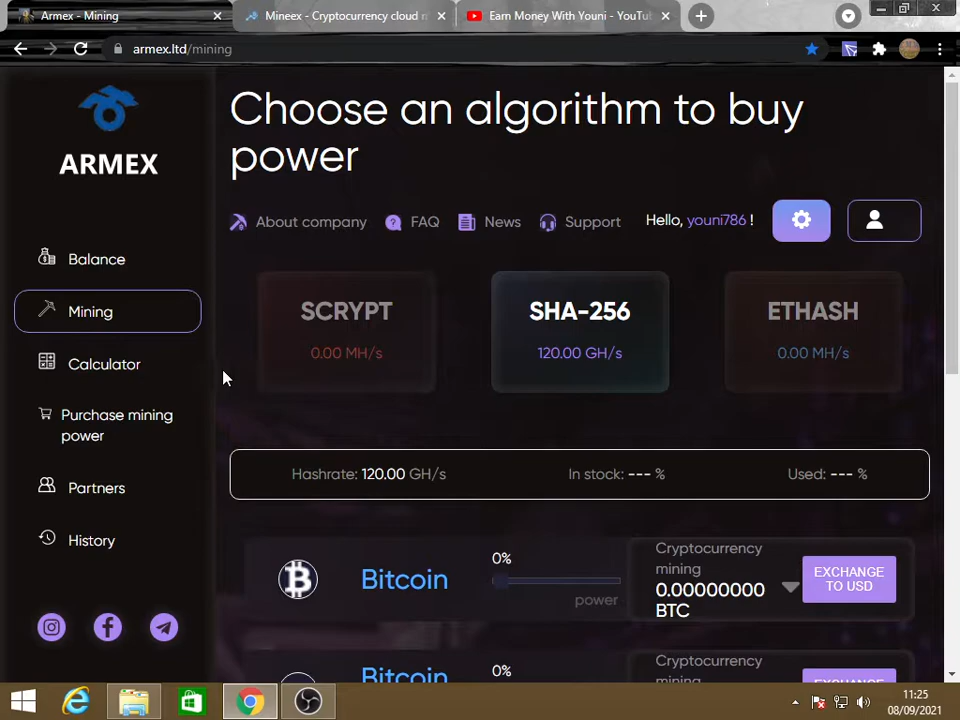 Armex - Mining
Mineex - Cryptocurrency cloud m
Earn Money With Youni - YouTub
armex.ltd/mining
ARMEX
Balance
Mining
Calculator
Purchase mining
power
Partners
History
Choose an algorithm to buy
power
About company
FAQ
News
Support
Hello, youni786 !
SCRYPT
0.00 MH/s
SHA-256
120.00 GH/s
ETHASH
0.00 MH/s
Hashrate: 120.00 GH/s
In stock: --- %
Used: --- %
Bitcoin
0%
power
Cryptocurrency
mining
0.00000000
BTC
EXCHANGE
TO USD
Bitcoin
0%
Cryptocurrency
mining
11:25
08/09/2021